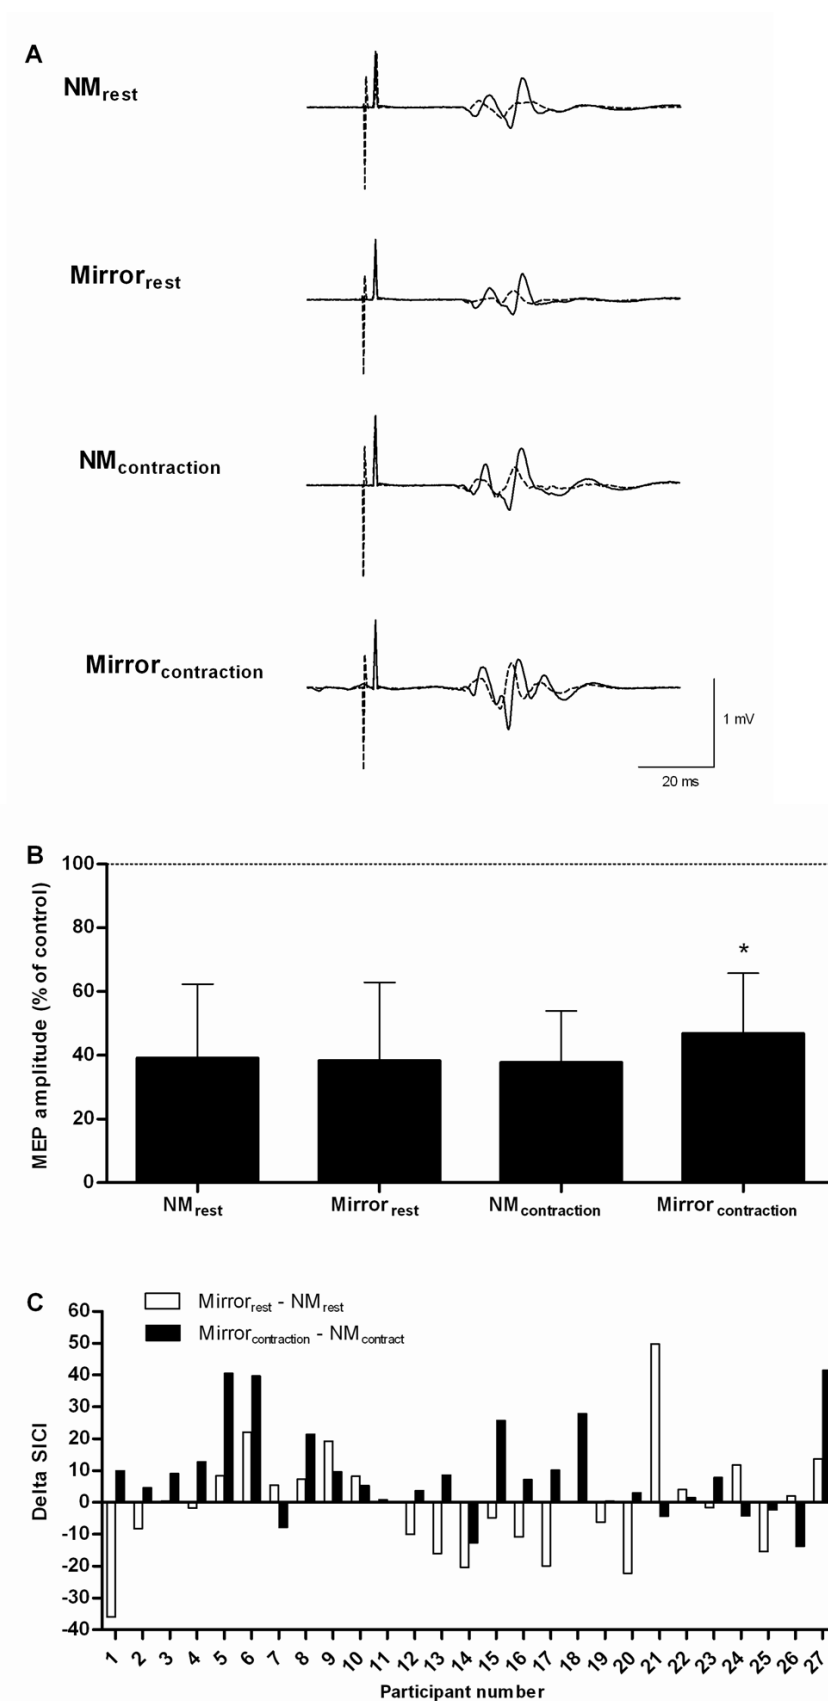 A
NMrest
Mirrorrest
NMcontraction
Mirrorcontraction
1 mV
20 ms
B
MEP amplitude (% of control)
100
80
60
40
20
0
*
NMrest Mirrorrest NMcontraction Mirrorcontraction
C
Mirrorrest - NMrest
Mirrorcontraction - NMcontract
Delta SICI
60
50
40
30
20
10
0
-10
-20
-30
-40
1 2 3 4 5 6 7 8 9 10 11 12 13 14 15 16 17 18 19 20 21 22 23 24 25 26 27
Participant number